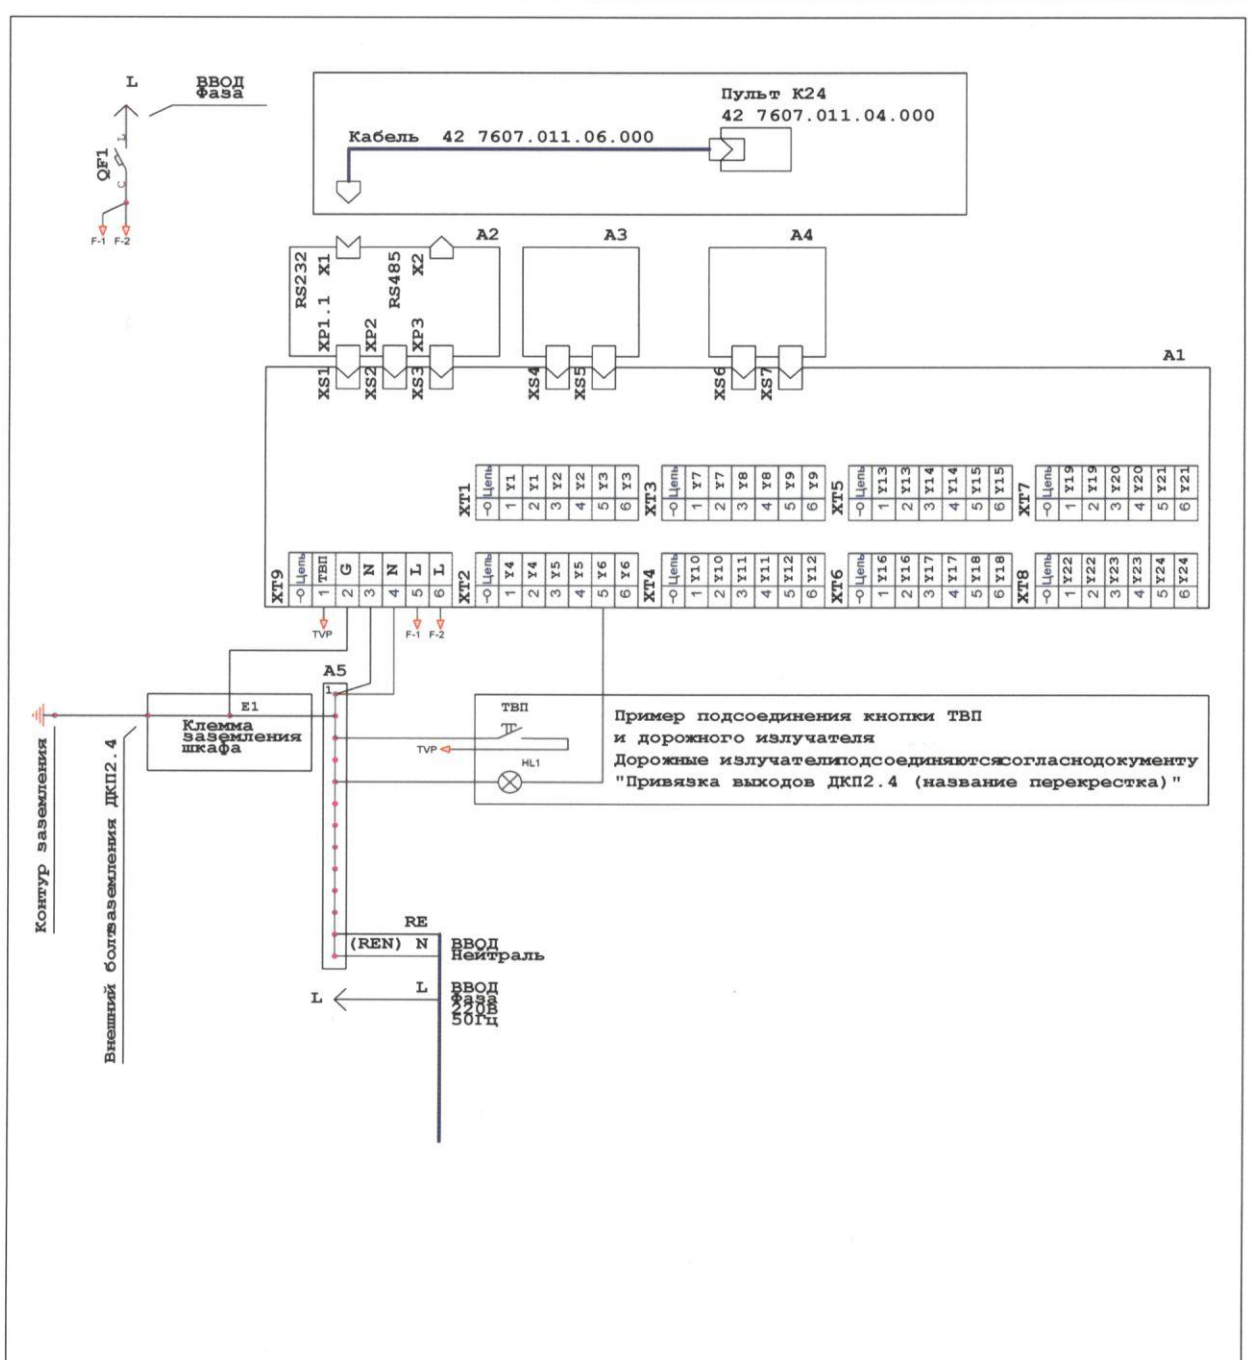 L
ВВОД
Фаза
L
QF1
C
F-1 F-2
Пульт К24
42 7607.011.04.000
Кабель 42 7607.011.06.000
A2
A3
A4
RS232
X1
RS485
X2
XP1.1
XP2
XP3
A1
XS1
XS2
XS3
XS4
XS5
XS6
XS7
XT1
-О Цепь
1 Y1
2 Y1
3 Y2
4 Y2
5 Y3
6 Y3
XT3
-О Цепь
1 Y7
2 Y7
3 Y8
4 Y8
5 Y9
6 Y9
XT5
-О Цепь
1 Y13
2 Y13
3 Y14
4 Y14
5 Y15
6 Y15
XT7
-О Цепь
1 Y19
2 Y19
3 Y20
4 Y20
5 Y21
6 Y21
XT9
-О Цепь
1 ТВП
2 G
3 N
4 N
5 L
6 L
XT2
-О Цепь
1 Y4
2 Y4
3 Y5
4 Y5
5 Y6
6 Y6
XT4
-О Цепь
1 Y10
2 Y10
3 Y11
4 Y11
5 Y12
6 Y12
XT6
-О Цепь
1 Y16
2 Y16
3 Y17
4 Y17
5 Y18
6 Y18
XT8
-О Цепь
1 Y22
2 Y22
3 Y23
4 Y23
5 Y24
6 Y24
TVP
F-1 F-2
A5
1
E1
Клемма
заземления
шкафа
Контур заземления
Внешний болтзаземления ДКП2.4
ТВП
TVP
HL1
Пример подсоединения кнопки ТВП
и дорожного излучателя
Дорожные излучателиподсоединяютсясогласнодокументу
"Привязка выходов ДКП2.4 (название перекрестка)"
RE
(REN) N
ВВОД
Нейтраль
L
L
ВВОД
Фаза
220В
50Гц